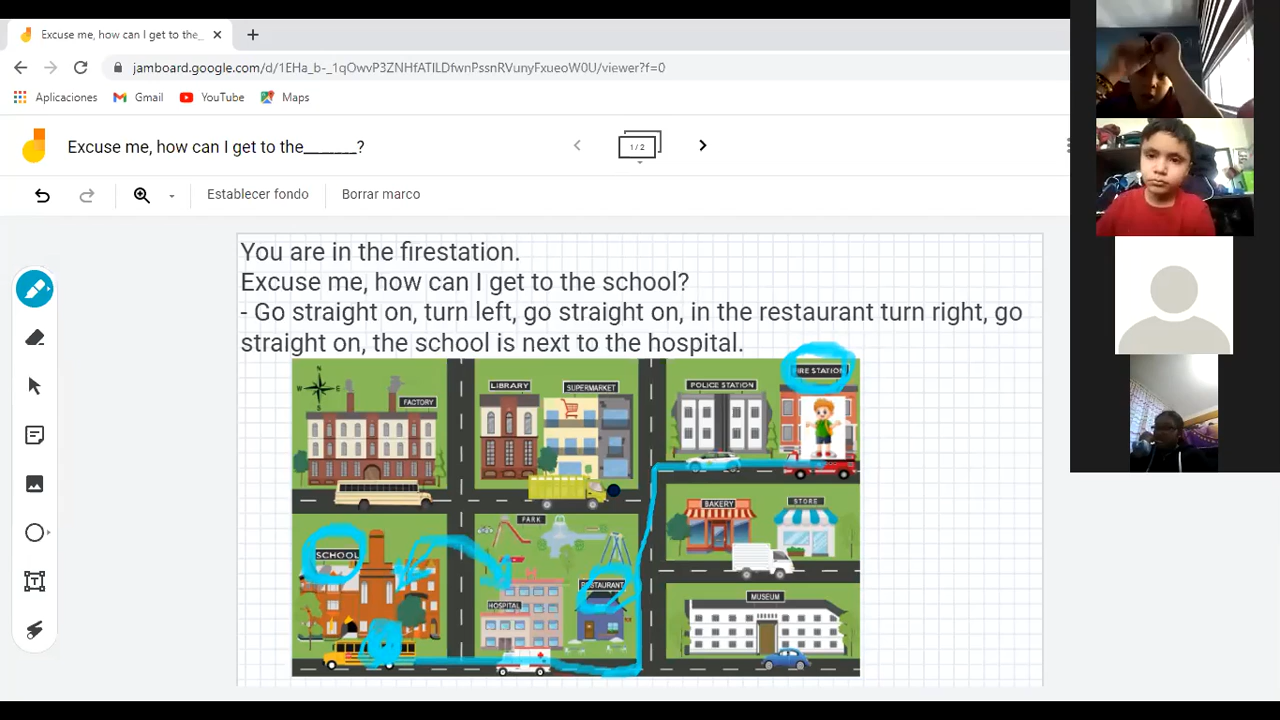 Excuse me, how can I get to the_
jamboard.google.com/d/1EHa_b-_1qOwvP3ZNHfATILDfwnPssnRVunyFxueoW0U/viewer?f=0
Aplicaciones Gmail YouTube Maps
Excuse me, how can I get to the______?
1/2
Establecer fondo Borrar marco
You are in the firestation.
Excuse me, how can I get to the school?
- Go straight on, turn left, go straight on, in the restaurant turn right, go
straight on, the school is next to the hospital.
FIRE STATION
N
W E
S
LIBRARY SUPERMARKET POLICE STATION
FACTORY
BAKERY STORE
PARK
SCHOOL
RESTAURANT
HOSPITAL MUSEUM